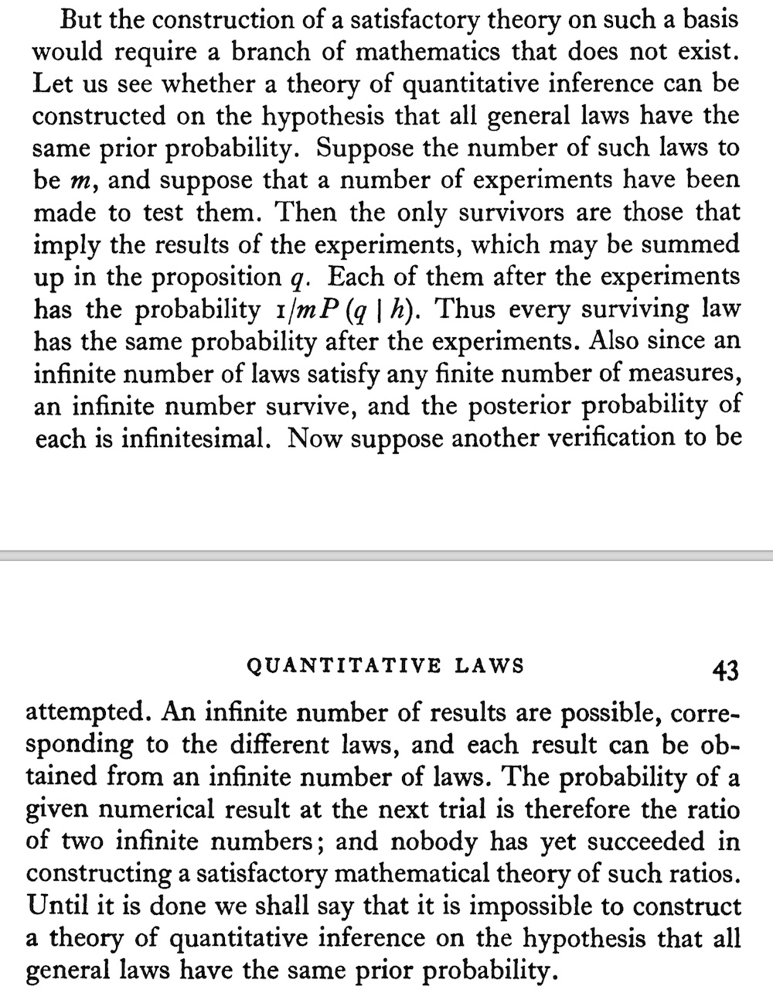 But the construction of a satisfactory theory on such a basis
would require a branch of mathematics that does not exist.
Let us see whether a theory of quantitative inference can be
constructed on the hypothesis that all general laws have the
same prior probability. Suppose the number of such laws to
be m, and suppose that a number of experiments have been
made to test them. Then the only survivors are those that
imply the results of the experiments, which may be summed
up in the proposition q. Each of them after the experiments
has the probability 1/mP (q | h). Thus every surviving law
has the same probability after the experiments. Also since an
infinite number of laws satisfy any finite number of measures,
an infinite number survive, and the posterior probability of
each is infinitesimal. Now suppose another verification to be
QUANTITATIVE LAWS 43
attempted. An infinite number of results are possible, corre-
sponding to the different laws, and each result can be ob-
tained from an infinite number of laws. The probability of a
given numerical result at the next trial is therefore the ratio
of two infinite numbers; and nobody has yet succeeded in
constructing a satisfactory mathematical theory of such ratios.
Until it is done we shall say that it is impossible to construct
a theory of quantitative inference on the hypothesis that all
general laws have the same prior probability.